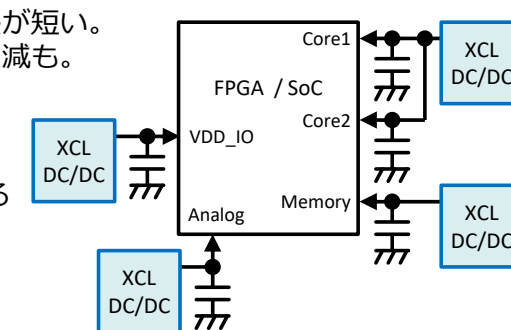 が短い。
減も。
る
Core1
FPGA / SoC
Core2
VDD_IO
Memory
Analog
XCL
DC/DC
XCL
DC/DC
XCL
DC/DC
XCL
DC/DC